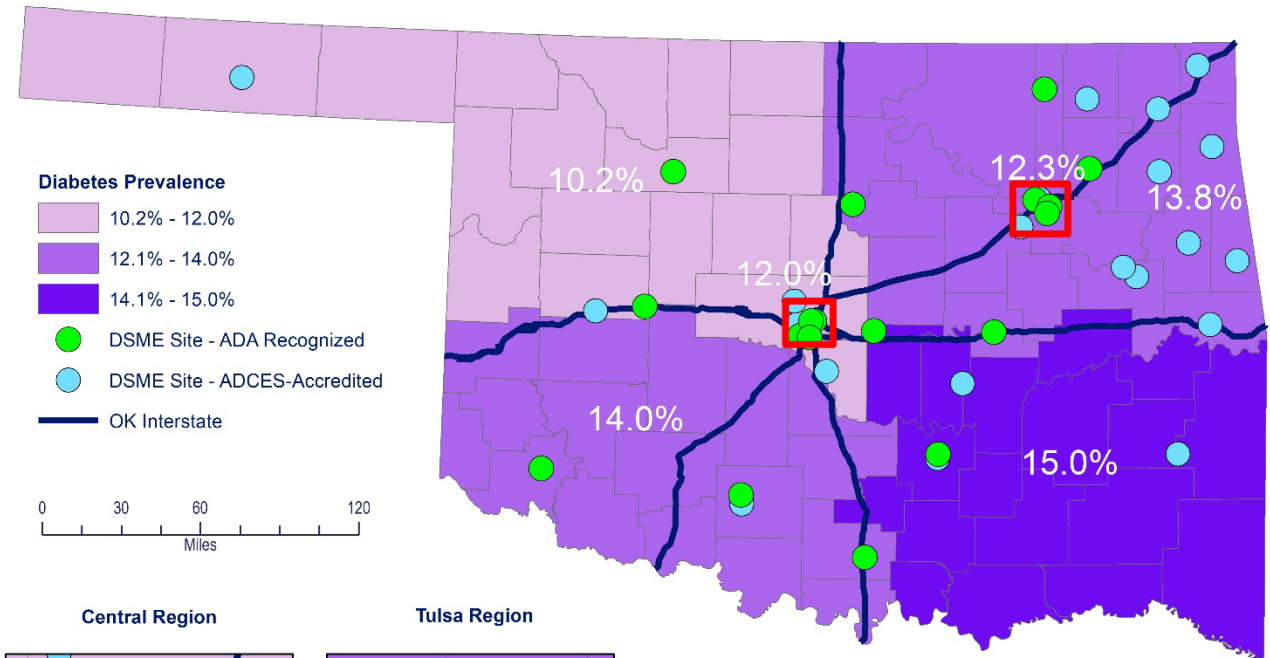 Diabetes Prevalence
10.2% - 12.0%
12.1% - 14.0%
14.1% - 15.0%
DSME Site - ADA Recognized
DSME Site - ADCES-Accredited
OK Interstate
0 30 60 120
Miles
10.2%
12.3%
13.8%
12.0%
14.0%
15.0%
Central Region
Tulsa Region